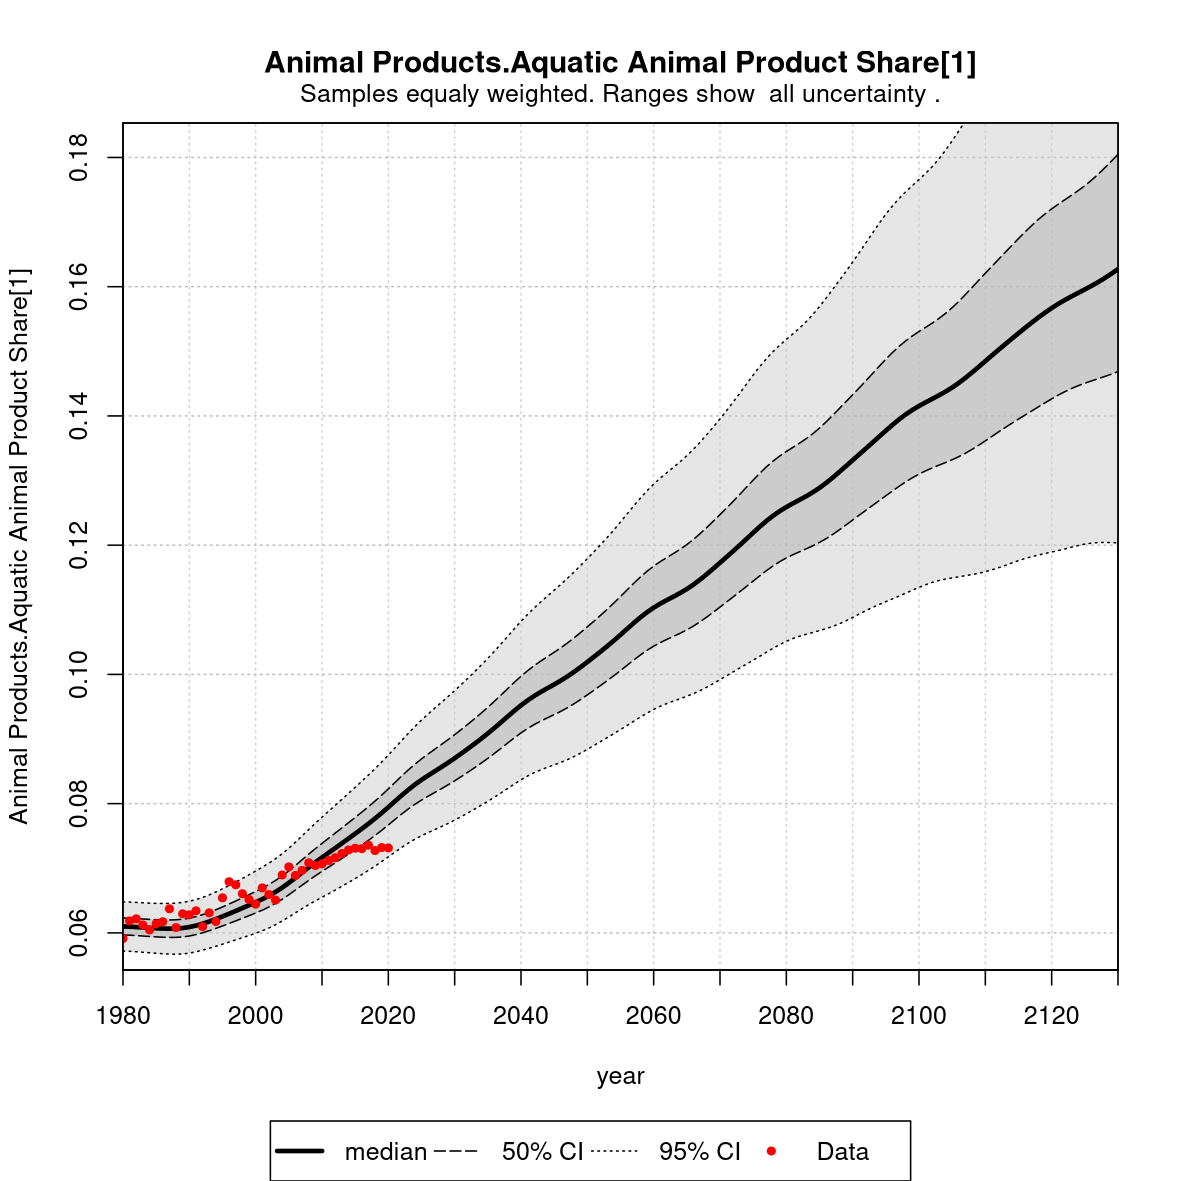 Animal Products.Aquatic Animal Product Share[1]
Samples equaly weighted. Ranges show  all uncertainty .
Animal Products.Aquatic Animal Product Share[1]
0.18
0.16
0.14
0.12
0.10
0.08
0.06
1980 2000 2020 2040 2060 2080 2100 2120
year
median 50% CI 95% CI Data